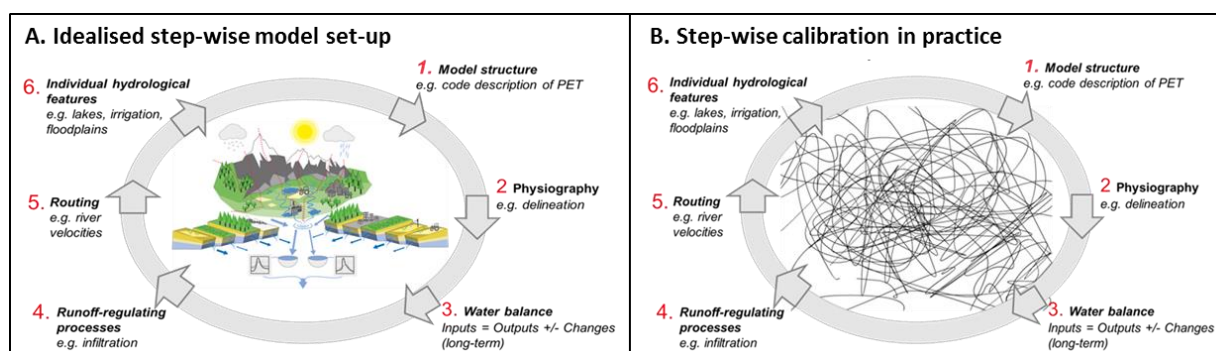 A. Idealised step-wise model set-up
1. Model structure
e.g. code description of PET
2 Physiography
e.g. delineation
3. Water balance
Inputs = Outputs +/- Changes
(long-term)
4. Runoff-regulating
processes
e.g. infiltration
5. Routing
e.g. river
velocities
6. Individual hydrological
features
e.g. lakes, irrigation,
floodplains
B. Step-wise calibration in practice
1. Model structure
e.g. code description of PET
2 Physiography
e.g. delineation
3. Water balance
Inputs = Outputs +/- Changes
(long-term)
4. Runoff-regulating
processes
e.g. infiltration
5. Routing
e.g. river
velocities
6. Individual hydrological
features
e.g. lakes, irrigation,
floodplains